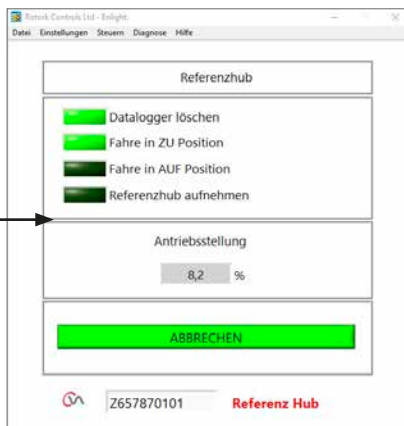 Rotork Controls Ltd - Enlight.
Datei Einstellungen Steuern Diagnose Hilfe
Referenzhub
Datalogger löschen
Fahre in ZU Position
Fahre in AUF Position
Referenzhub aufnehmen
Antriebsstellung
8,2 %
ABBRECHEN
Z657870101 Referenz Hub